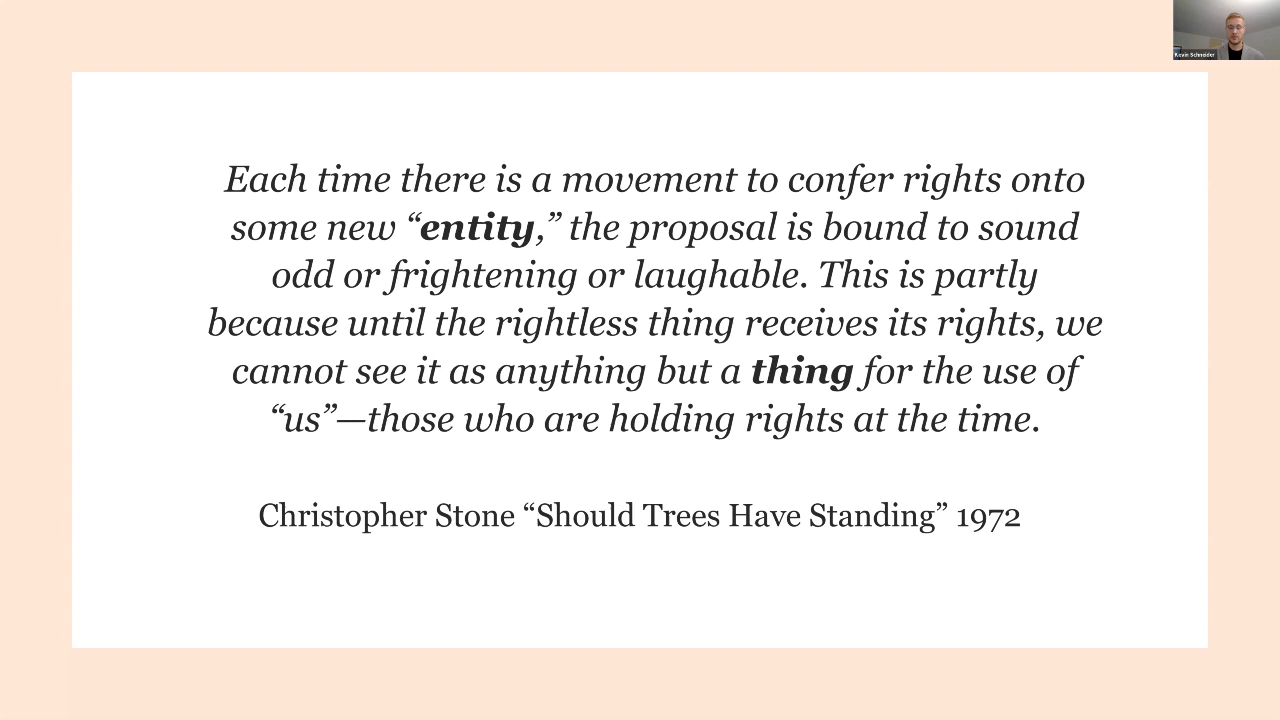 Kevin Schneider
Each time there is a movement to confer rights onto
some new “entity,” the proposal is bound to sound
odd or frightening or laughable. This is partly
because until the rightless thing receives its rights, we
cannot see it as anything but a thing for the use of
“us”—those who are holding rights at the time.
Christopher Stone “Should Trees Have Standing” 1972